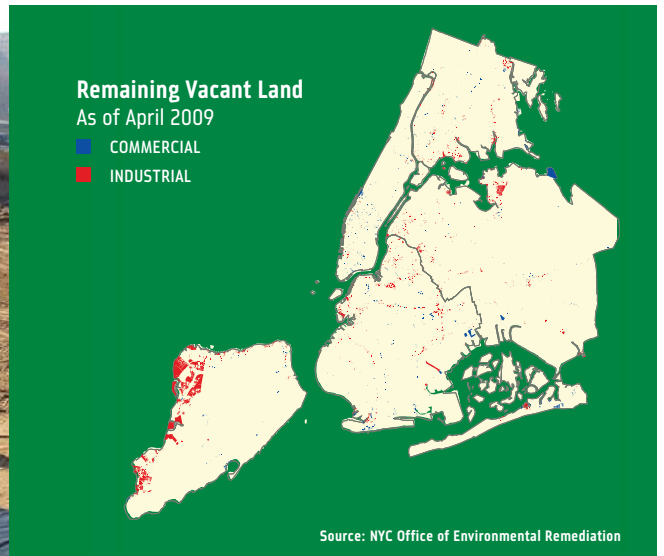 Remaining Vacant Land
As of April 2009
COMMERCIAL
INDUSTRIAL
Source: NYC Office of Environmental Remediation